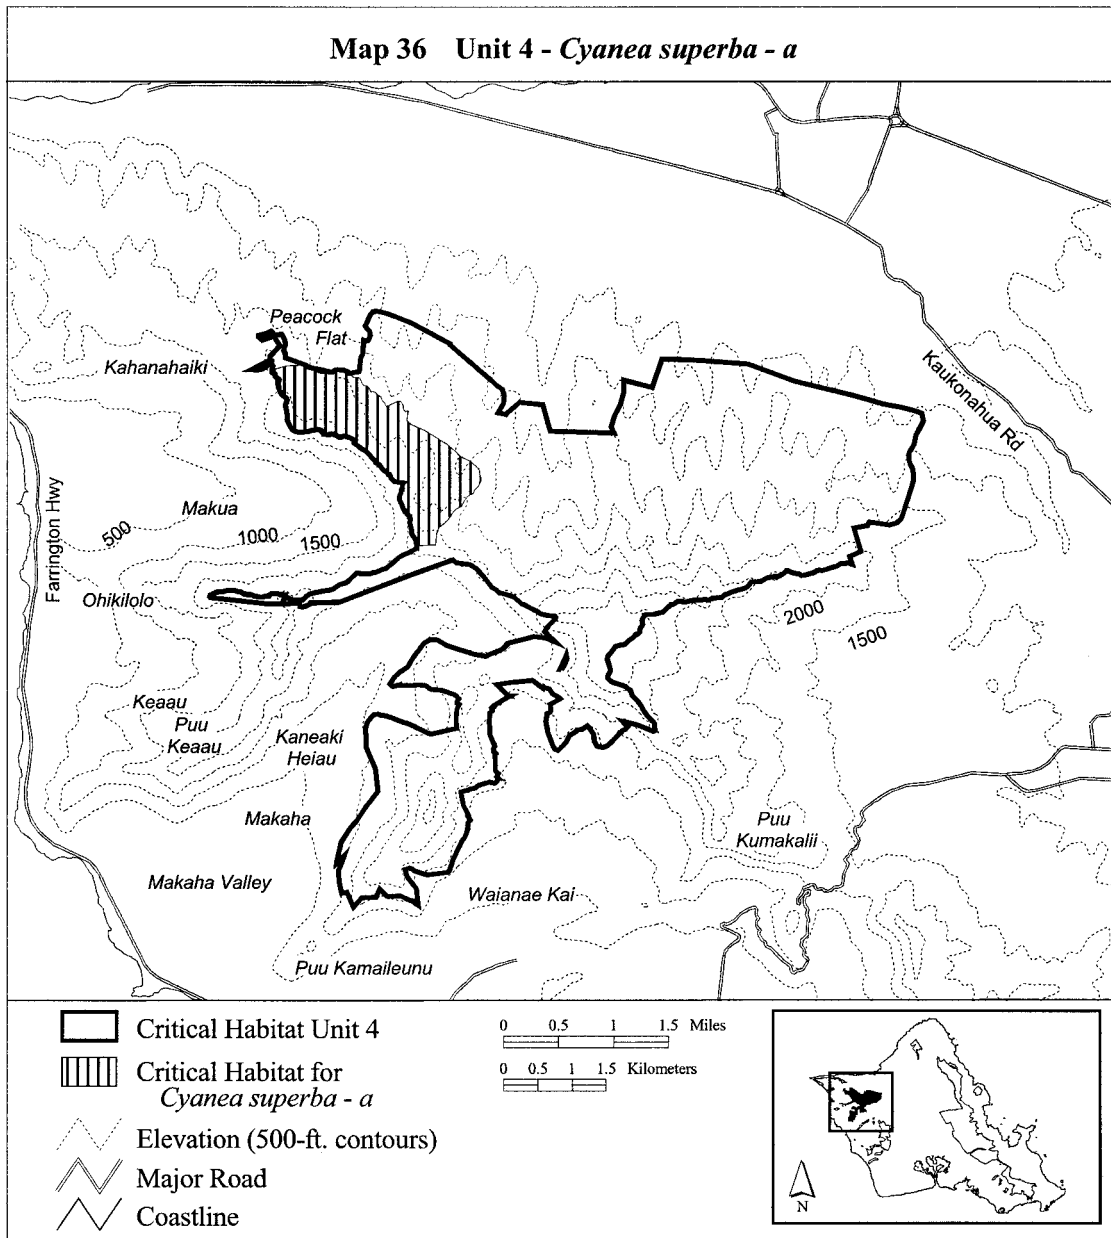 Map 36    Unit 4 - Cyanea superba - a
Peacock
Flat
Kahanahaiki
Kaukonahua Rd
Farrington Hwy
Makua
500
1000
1500
Ohikilolo
2000
1500
Keaau
Puu
Keaau
Kaneaki
Heiau
Makaha
Puu
Kumakalii
Makaha Valley
Waianae Kai
Puu Kamaileunu
Critical Habitat Unit 4
Critical Habitat for
Cyanea superba - a
Elevation (500-ft. contours)
Major Road
Coastline
0 0.5 1 1.5 Miles
0 0.5 1 1.5 Kilometers
N